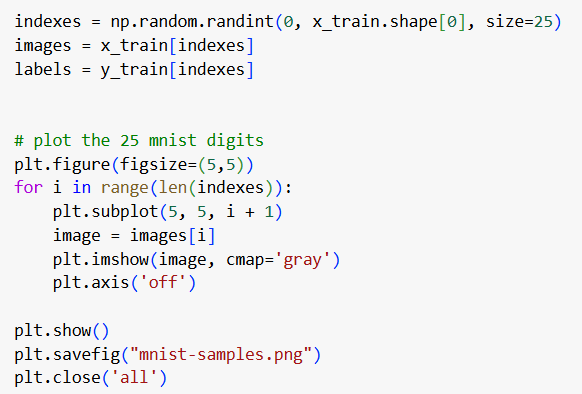 indexes = np.random.randint(0, x_train.shape[0], size=25)
images = x_train[indexes]
labels = y_train[indexes]
# plot the 25 mnist digits
plt.figure(figsize=(5,5))
for i in range(len(indexes)):
    plt.subplot(5, 5, i + 1)
    image = images[i]
    plt.imshow(image, cmap='gray')
    plt.axis('off')
plt.show()
plt.savefig("mnist-samples.png")
plt.close('all')